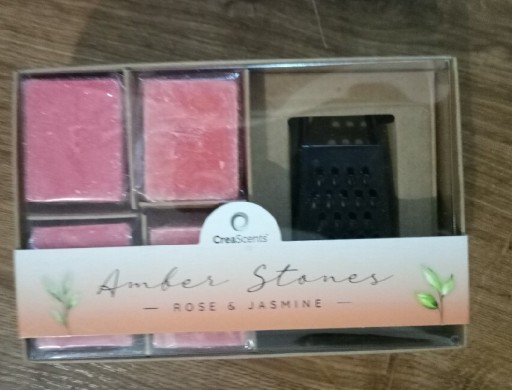 CreaScents
Amber Stones
— ROSE & JASMINE —